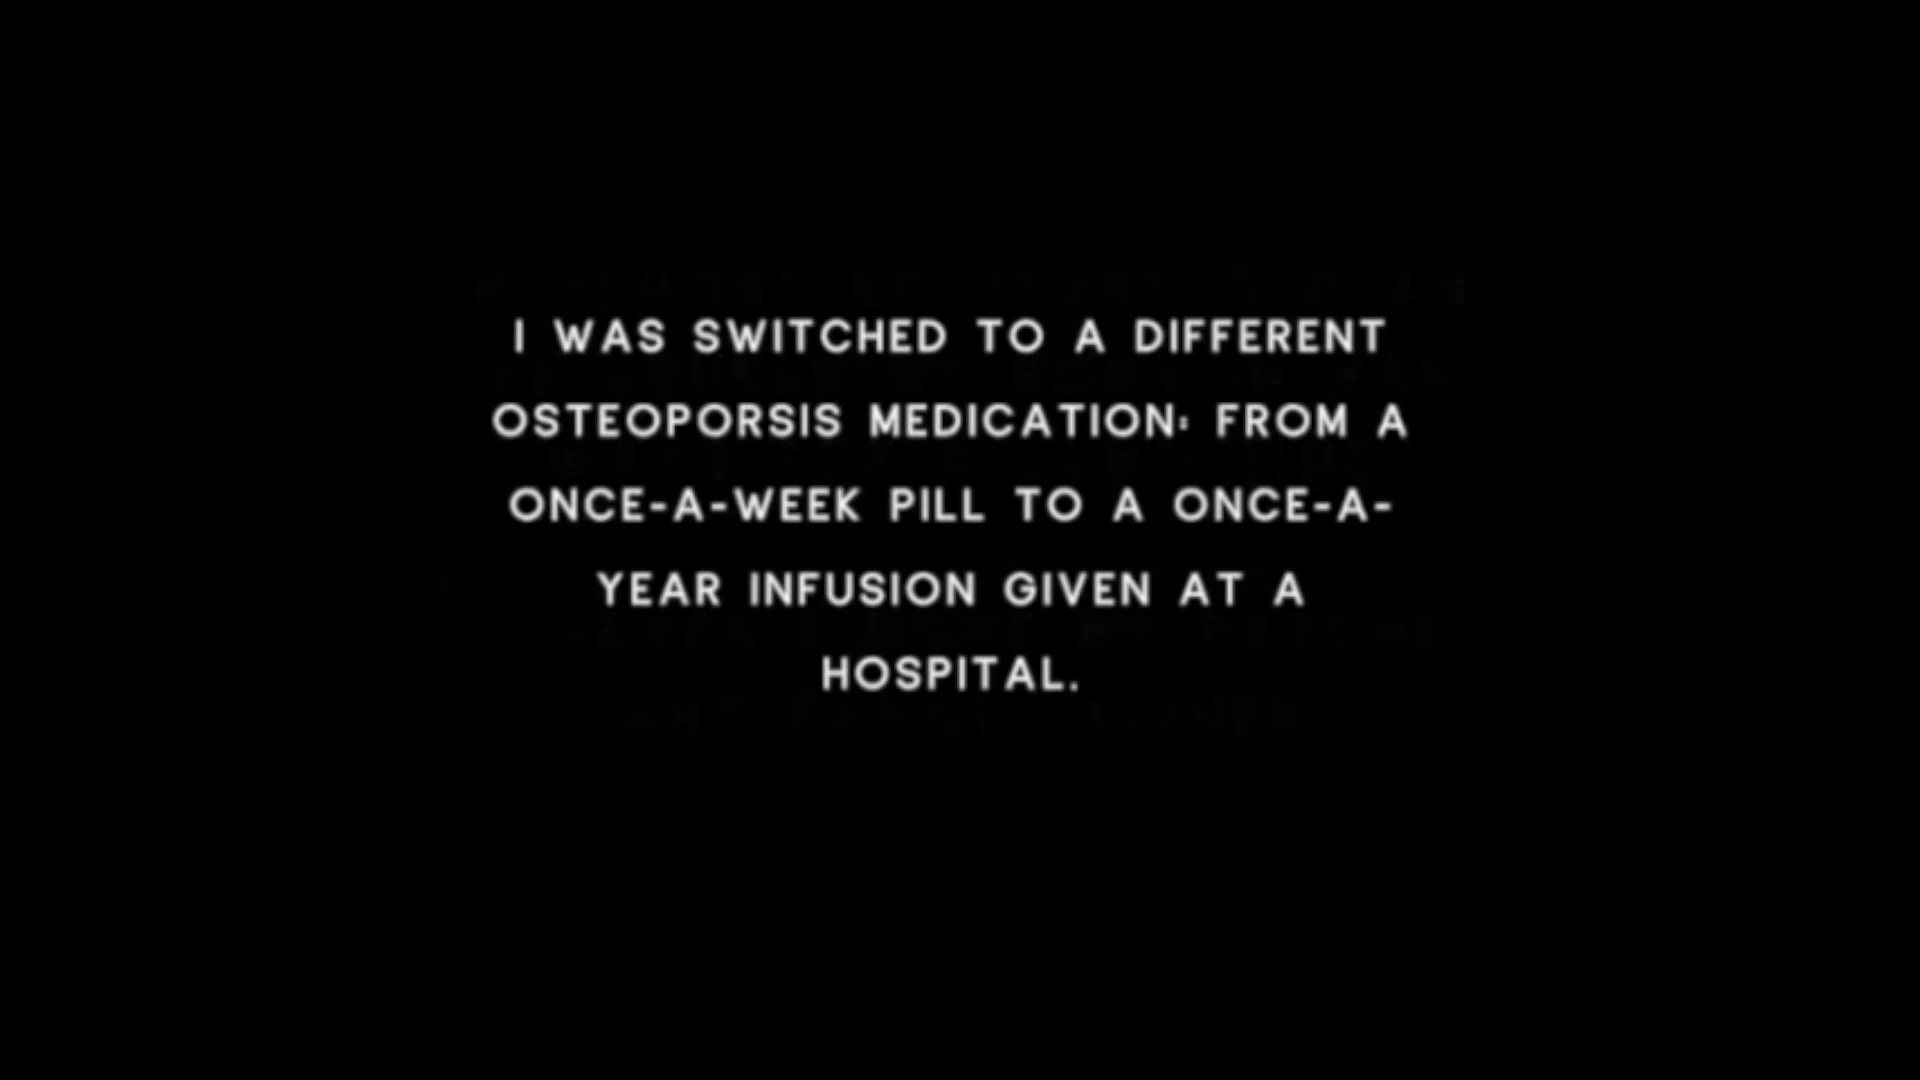 I WAS SWITCHED TO A DIFFERENT
OSTEOPORSIS MEDICATION: FROM A
ONCE-A-WEEK PILL TO A ONCE-A-
YEAR INFUSION GIVEN AT A
HOSPITAL.